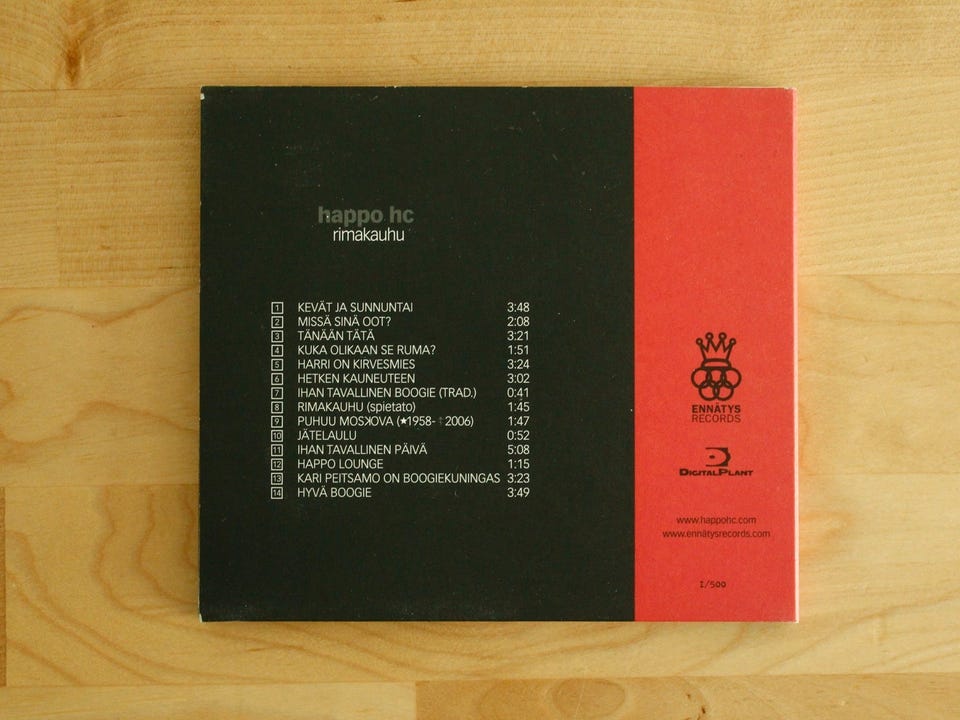 happo hc
rimakauhu
1 KEVÄT JA SUNNUNTAI 3:48
2 MISSÄ SINÄ OOT? 2:08
3 TÄNÄÄN TÄTÄ 3:21
4 KUKA OLIKAAN SE RUMA? 1:51
5 HARRI ON KIRVESMIES 3:24
6 HETKEN KAUNEUTEEN 3:02
7 IHAN TAVALLINEN BOOGIE (TRAD.) 0:41
8 RIMAKAUHU (spietato) 1:45
9 PUHUU MOSKOVA (★1958- †2006) 1:47
10 JÄTELAULU 0:52
11 IHAN TAVALLINEN PÄIVÄ 5:08
12 HAPPO LOUNGE 1:15
13 KARI PEITSAMO ON BOOGIEKUNINGAS 3:23
14 HYVÄ BOOGIE 3:49
ENNÄTYS
RECORDS
DIGITALPLANT
www.happohc.com
www.ennätysrecords.com
I/500